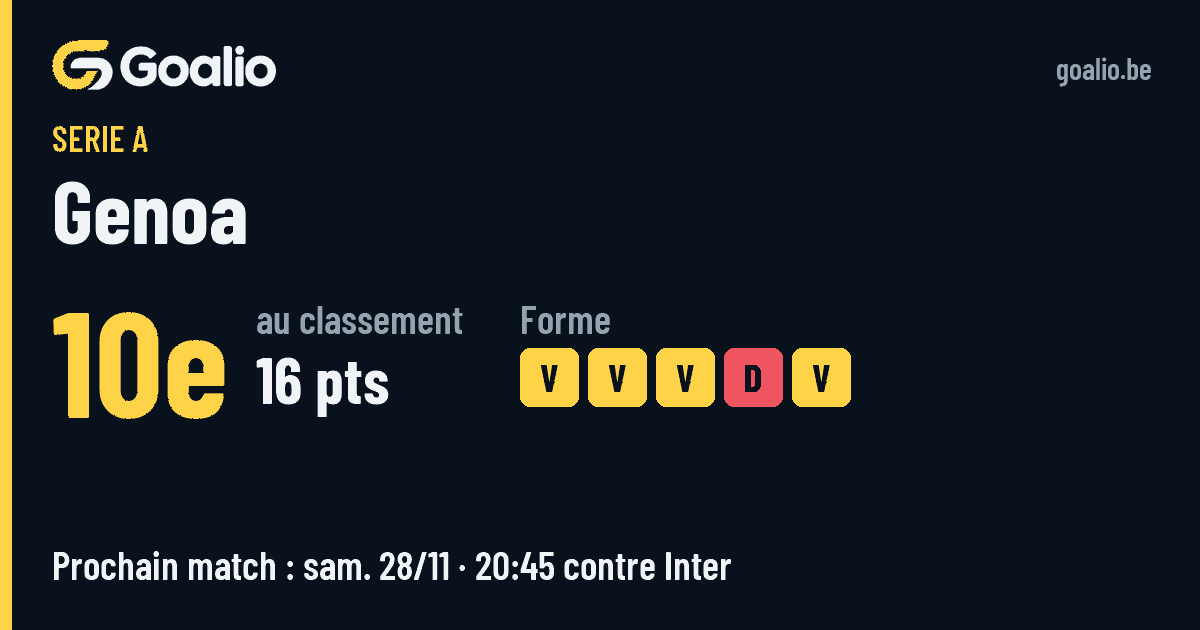 Goalio
goalio.be
SERIE A
Genoa
10e
au classement
16 pts
Forme
V V V D V
Prochain match : sam. 28/11 · 20:45 contre Inter